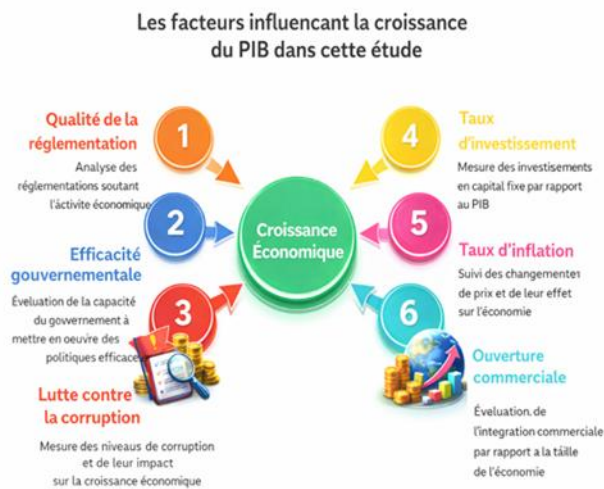 Les facteurs influencant la croissance
du PIB dans cette étude
1
Qualité de la
réglementation
Analyse des
réglementations soutant
l'áctivite économique
2
Efficacité
gouvernementale
Évaluation de la capacité
du gouvernement à
mettre en oeuvre des
politiques efficace
3
Lutte contre
la corruption
Mesure des niveaux de corruption
et de leur impact
sur la croissance économique
Croissance
Économique
4
Taux
d'investissement
Mesure des investisements
en capital fixe par rapport
au PIB
5
Taux d'inflation
Suivi des changementes
de prix et de leur effet
sur l'économie
6
Ouverture
commerciale
Évaluation de
l'integration commerciale
par rapport a la táille
de l'économie